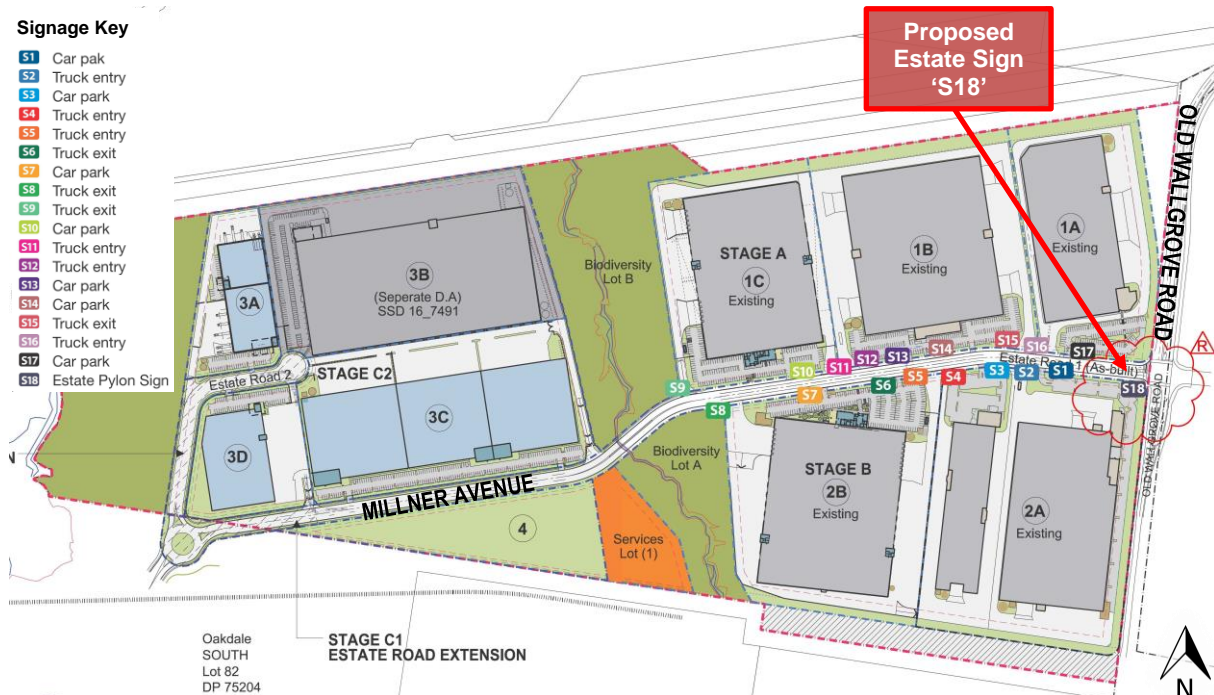 Signage Key
S1 Car pak
S2 Truck entry
S3 Car park
S4 Truck entry
S5 Truck entry
S6 Truck exit
S7 Car park
S8 Truck exit
S9 Truck exit
S10 Car park
S11 Truck entry
S12 Truck entry
S13 Car park
S14 Car park
S15 Truck exit
S16 Truck entry
S17 Car park
S18 Estate Pylon Sign
Proposed
Estate Sign
‘S18’
OLD WALLGROVE ROAD
1A
Existing
1B
Existing
STAGE A
1C
Existing
Biodiversity
Lot B
3B
(Seperate D.A)
SSD 16_7491
3A
Estate Road 2
STAGE C2
3C
3D
S9
S10
S11
S12
S13
S14
S15
S16
S17
R
Estate Road 1 (As-built)
S8
S7
S6
S5
S4
S3
S2
S1
S18
OLD WALLGROVE ROAD
Biodiversity
Lot A
STAGE B
2B
Existing
2A
Existing
MILLNER AVENUE
4
Services
Lot (1)
N
Oakdale
SOUTH
Lot 82
DP 75204
STAGE C1
ESTATE ROAD EXTENSION
N